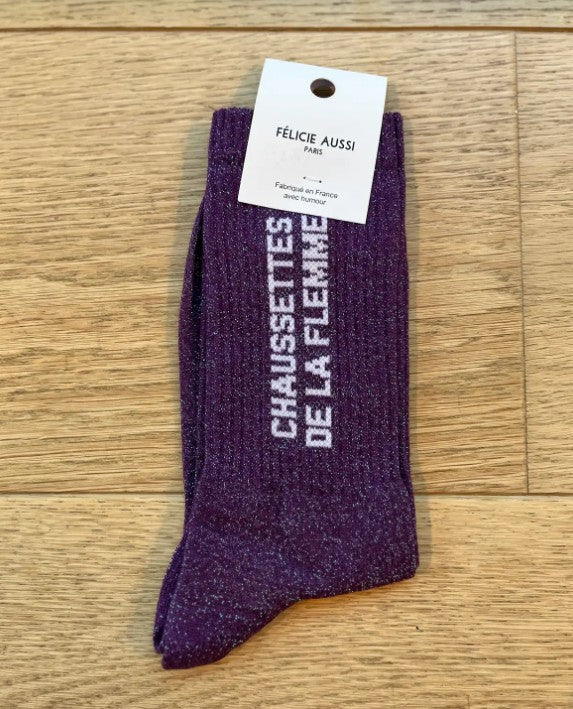 FÉLICIE AUSSI
PARIS
Fabriqué en France
avec humour
CHAUSSETTES
DE LA FLEMME